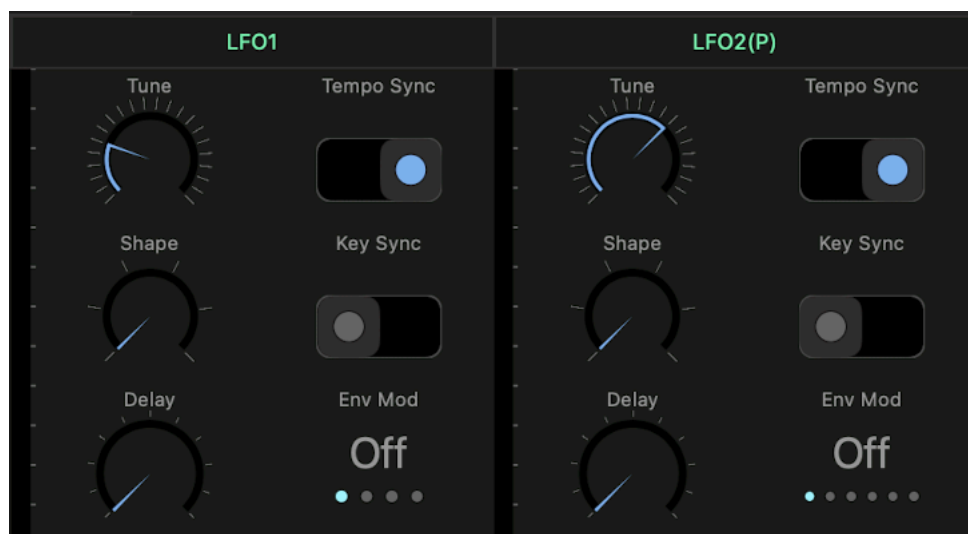 LFO1
LFO2(P)
Tune
Tempo Sync
Tune
Tempo Sync
Shape
Key Sync
Shape
Key Sync
Delay
Env Mod
Delay
Env Mod
Off
Off